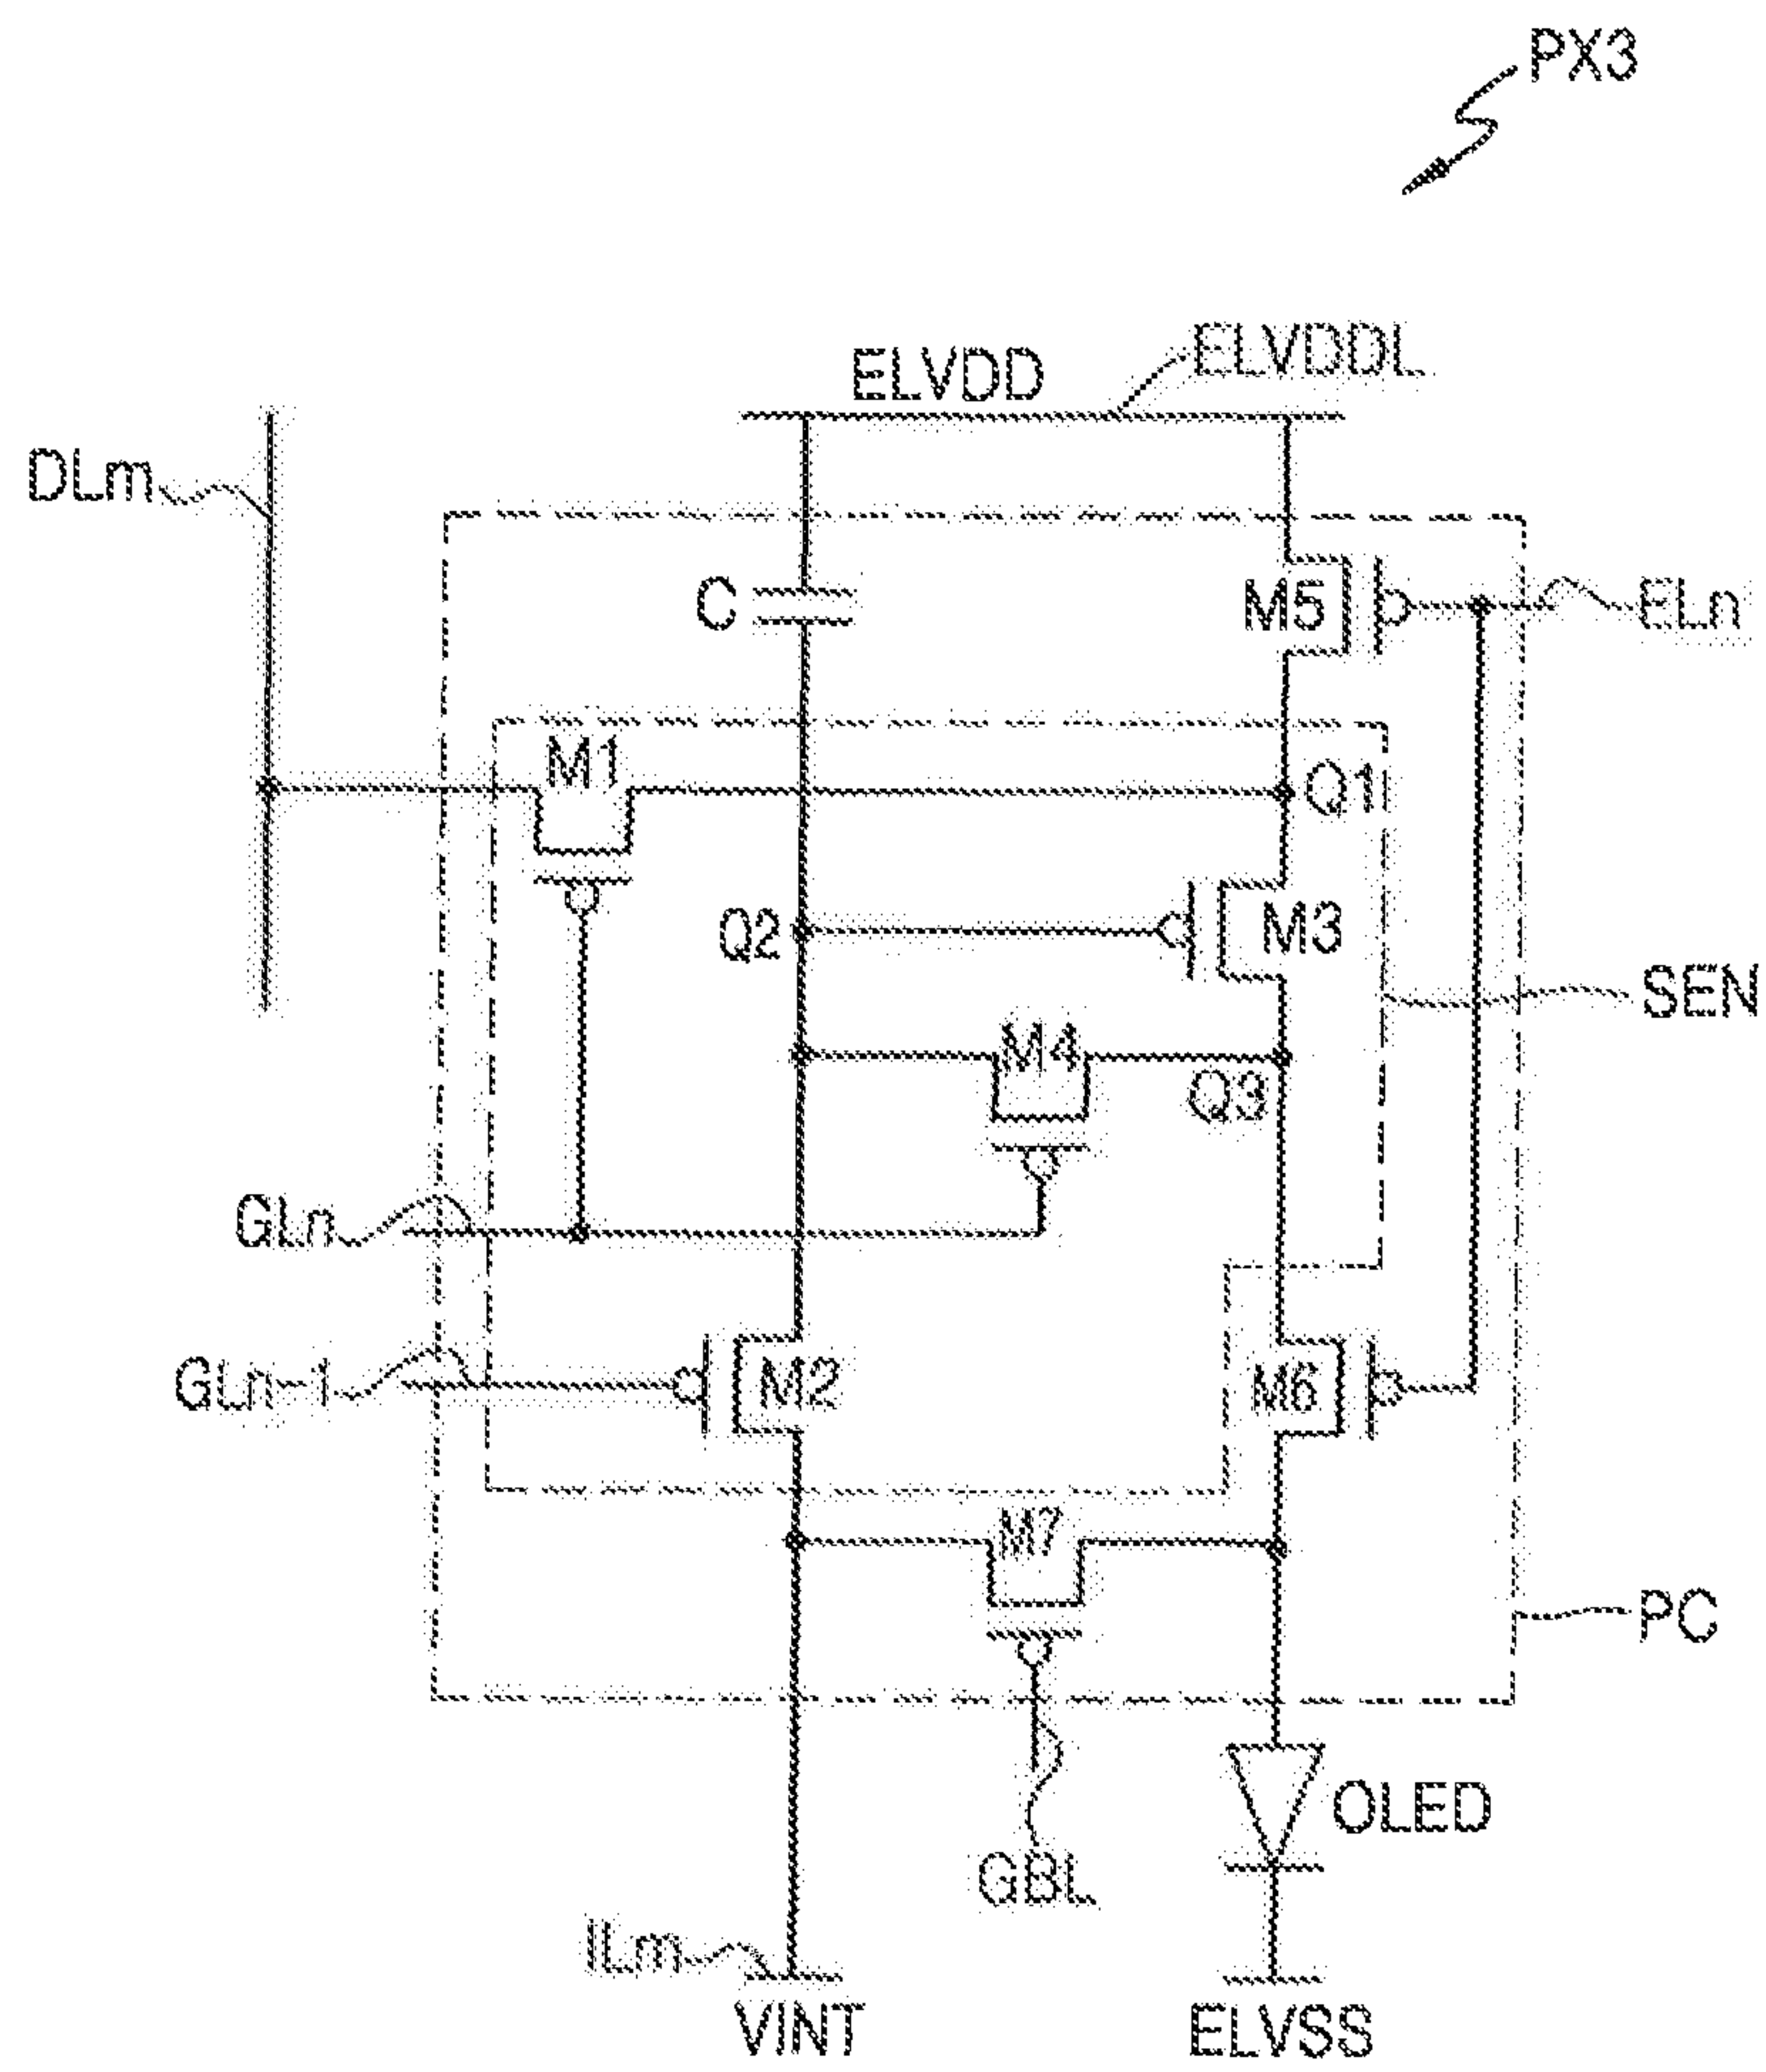 PX3
ELVDD
ELVDDL
DLm
C
M5
ELn
M1
Q1
Q2
M3
SEN
M4
Q3
GLn
GLn-1
M2
M6
M7
PC
OLED
GBL
ILm
VINT
ELVSS